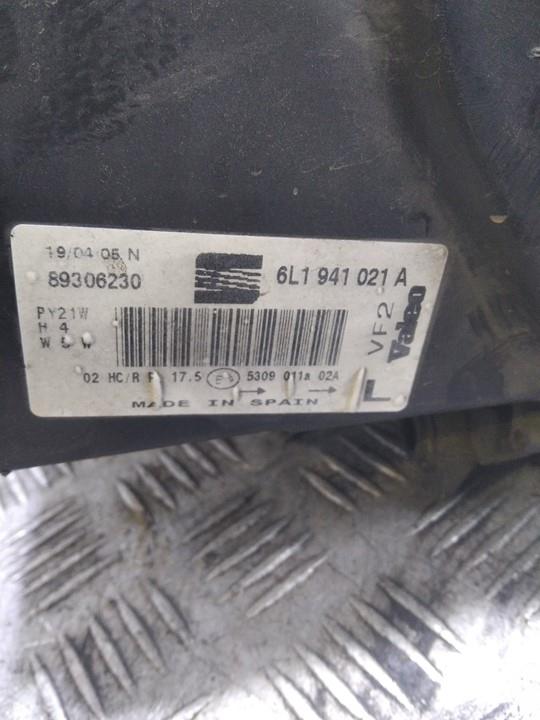 19/04 05 N
89306230
6L1 941 021 A
PY21W
H 4
W 5 W
VF2
Valeo
02 HC/R 17.5 5309 011a 02A
L
MADE IN SPAIN